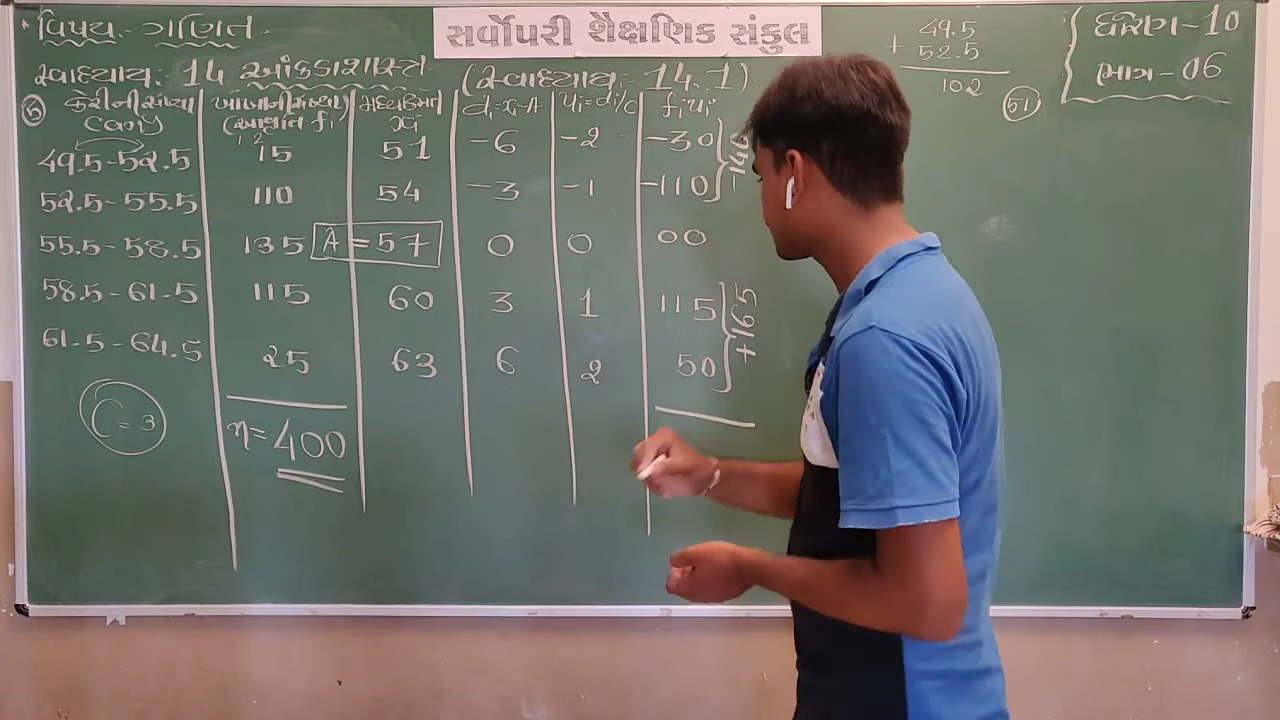 * વિષય:- ગણિત -
સર્વોપરી શૈક્ષણિક સંકુલ
49.5
+ 52.5
102
51
ધોરણ-10
ભાગ-06
સ્વાધ્યાય:- 14 આંકડાશાસ્ત્ર (સ્વાધ્યાય:- 14.1)
5 કેરીની સંખ્યા ખોખાની સંખ્યા) મધ્યકિંમત di=xi-A ui=di/c fiui
(વર્ગ) (આવૃત્તિ fi) xi
49.5-52.5 15 51 -6 -2 -30
52.5-55.5 110 54 -3 -1 -110
55.5-58.5 135 A = 57 0 0 00
58.5-61.5 115 60 3 1 115
61.5-64.5 25 63 6 2 50
+165
C=3
n=400